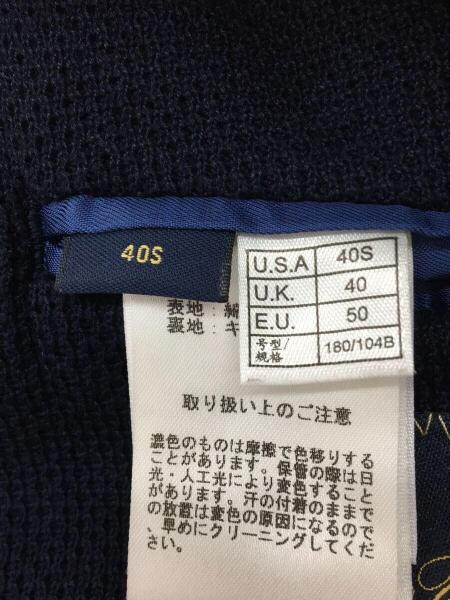 40S
U.S.A 40S
U.K. 40
E.U. 50
号型/规格 180/104B
表地：綿
裏地：キ
取り扱い上のご注意
濃色のものは摩擦で色移りする
ことがあります。保管の際は日
光・人工光により変色すること
があります。汗の付着のままで
の放置は変色の原因になるので
、早めにクリーニングしてくだ
さい。